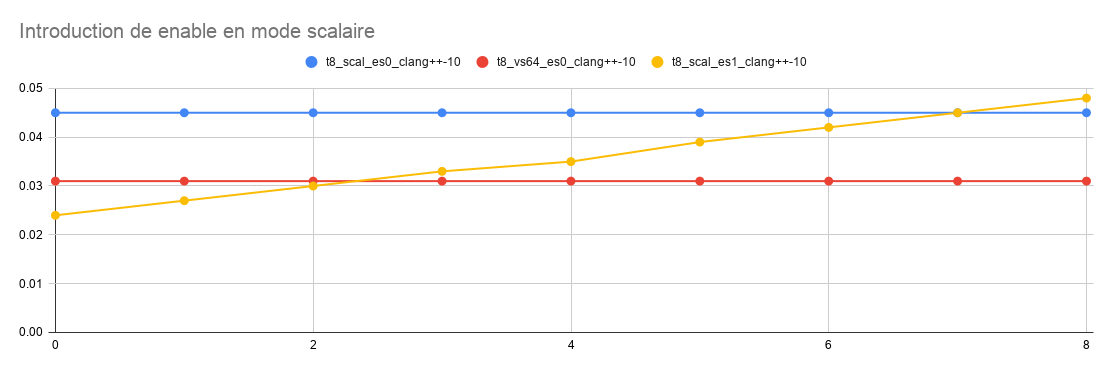 Introduction de enable en mode scalaire
t8_scal_es0_clang++-10 t8_vs64_es0_clang++-10 t8_scal_es1_clang++-10
0.05
0.04
0.03
0.02
0.01
0.00
0 2 4 6 8